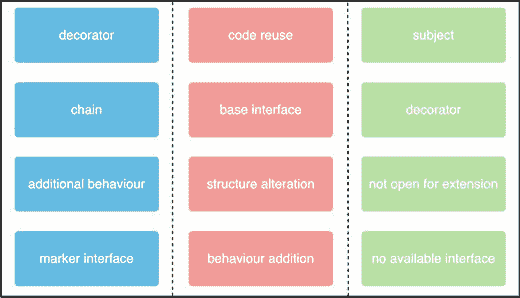 decorator
code reuse
subject
chain
base interface
decorator
additional behaviour
structure alteration
not open for extension
marker interface
behaviour addition
no available interface